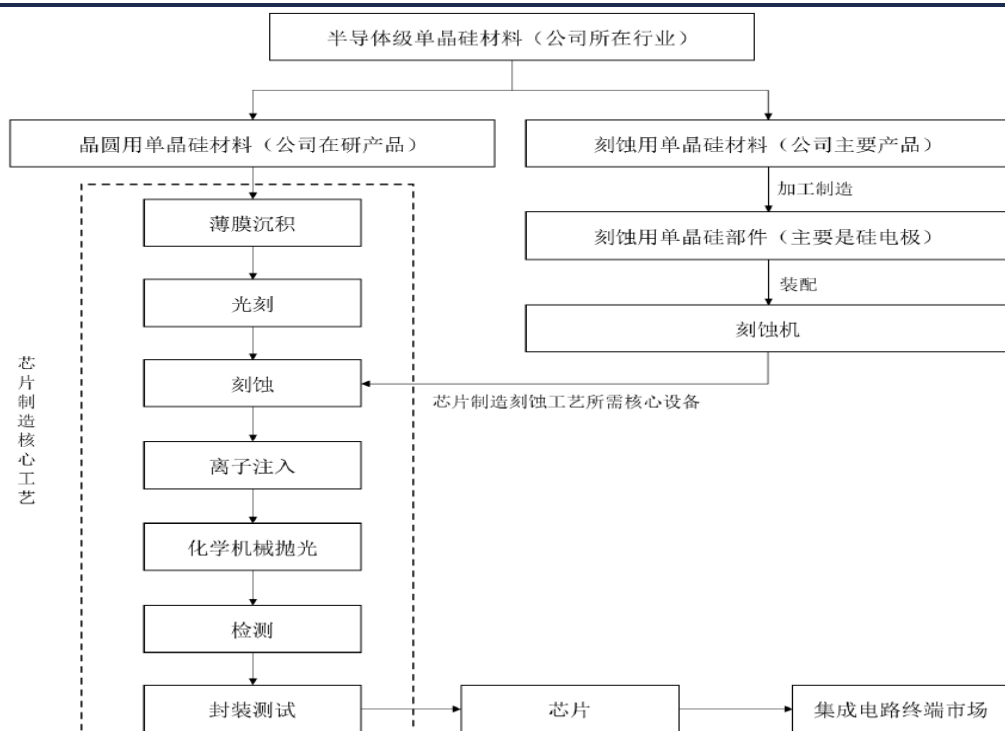 半导体级单晶硅材料（公司所在行业）
晶圆用单晶硅材料（公司在研产品）
刻蚀用单晶硅材料（公司主要产品）
加工制造
薄膜沉积
刻蚀用单晶硅部件（主要是硅电极）
装配
光刻
刻蚀机
芯片制造核心工艺
刻蚀
芯片制造刻蚀工艺所需核心设备
离子注入
化学机械抛光
检测
封装测试
芯片
集成电路终端市场